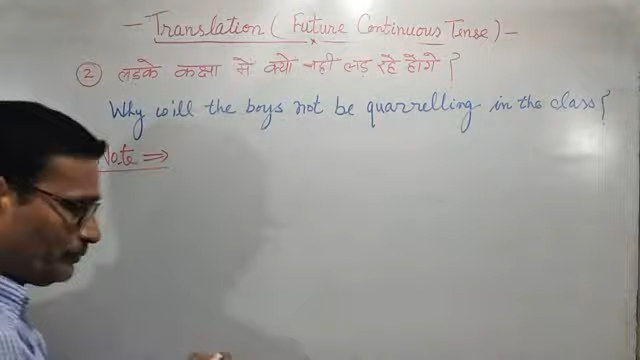 - Translation ( Future Continuous Tense ) -
② लड़के कक्षा में क्यों नहीं लड़ रहे होंगे ?
Why will the boys not be quarrelling in the class ?
Note ⇒